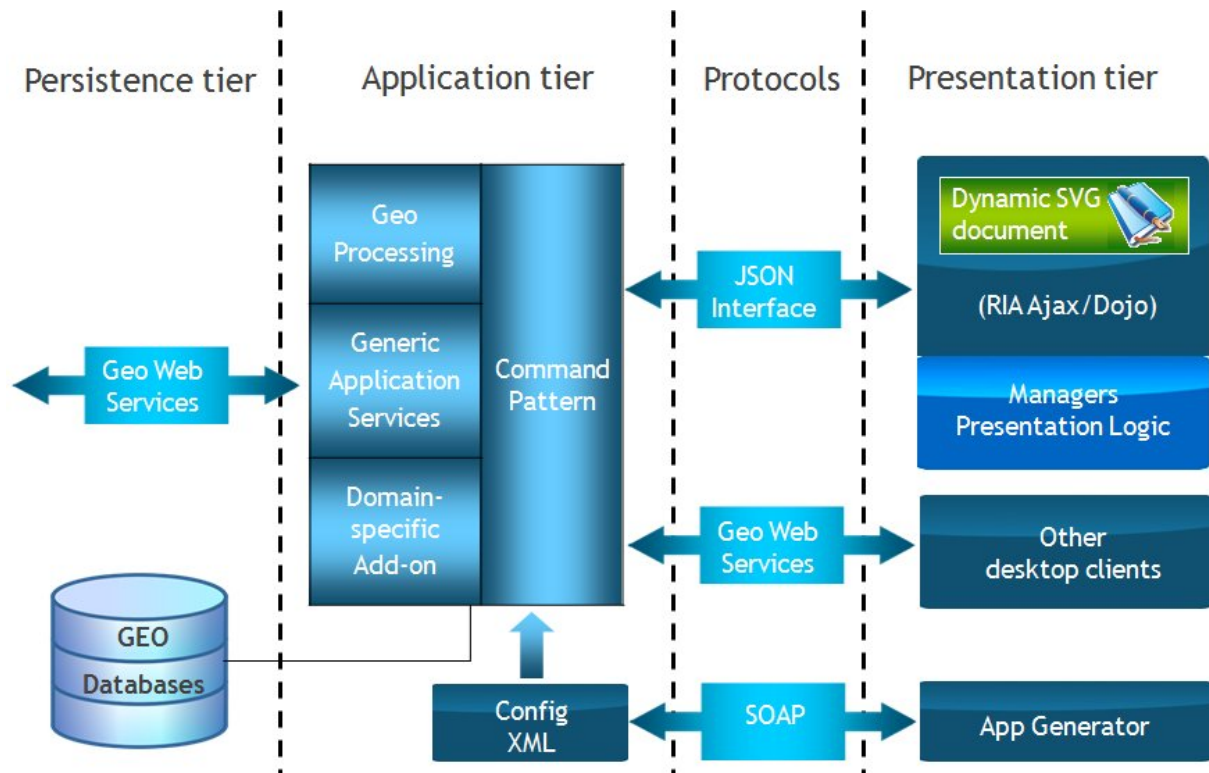 Persistence tier
Application tier
Protocols
Presentation tier
Geo Web
Services
GEO
Databases
Geo
Processing
Generic
Application
Services
Domain-
specific
Add-on
Command
Pattern
Config
XML
JSON
Interface
Geo Web
Services
SOAP
Dynamic SVG
document
(RIA Ajax/Dojo)
Managers
Presentation Logic
Other
desktop clients
App Generator